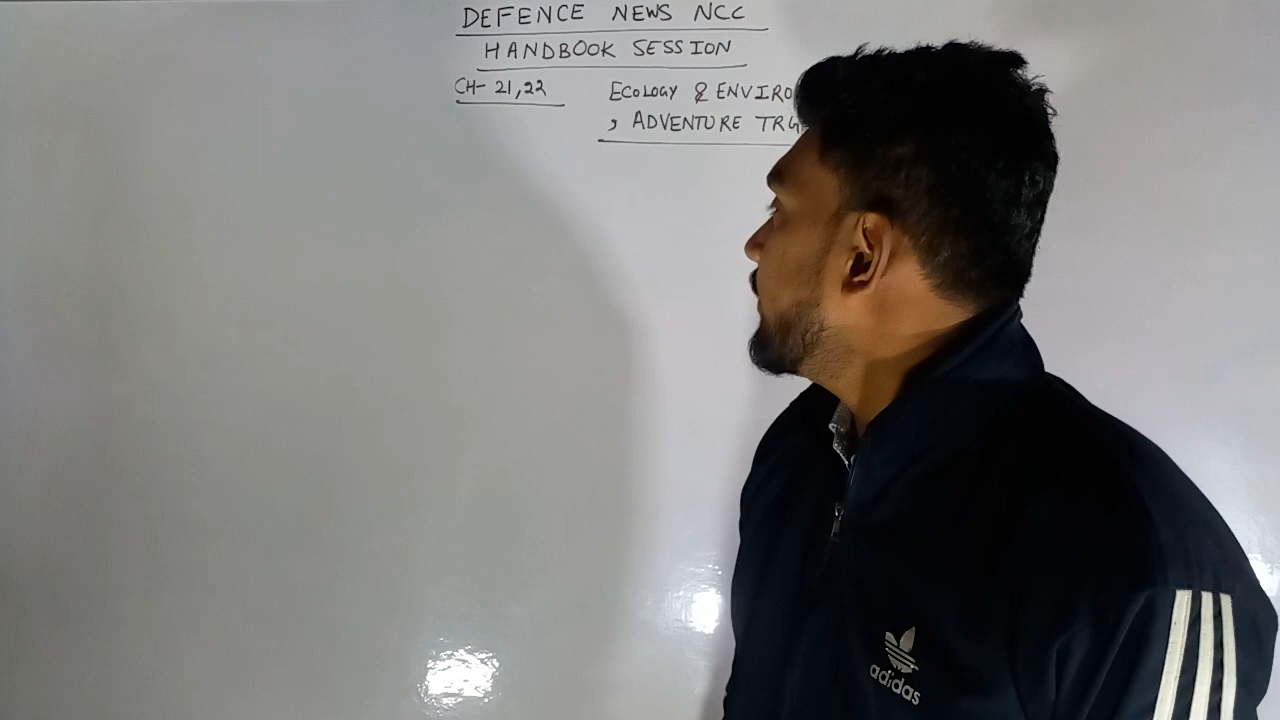 DEFENCE NEWS NCC
HANDBOOK SESSION
CH- 21,22 ECOLOGY & ENVIRO
, ADVENTURE TRG
adidas